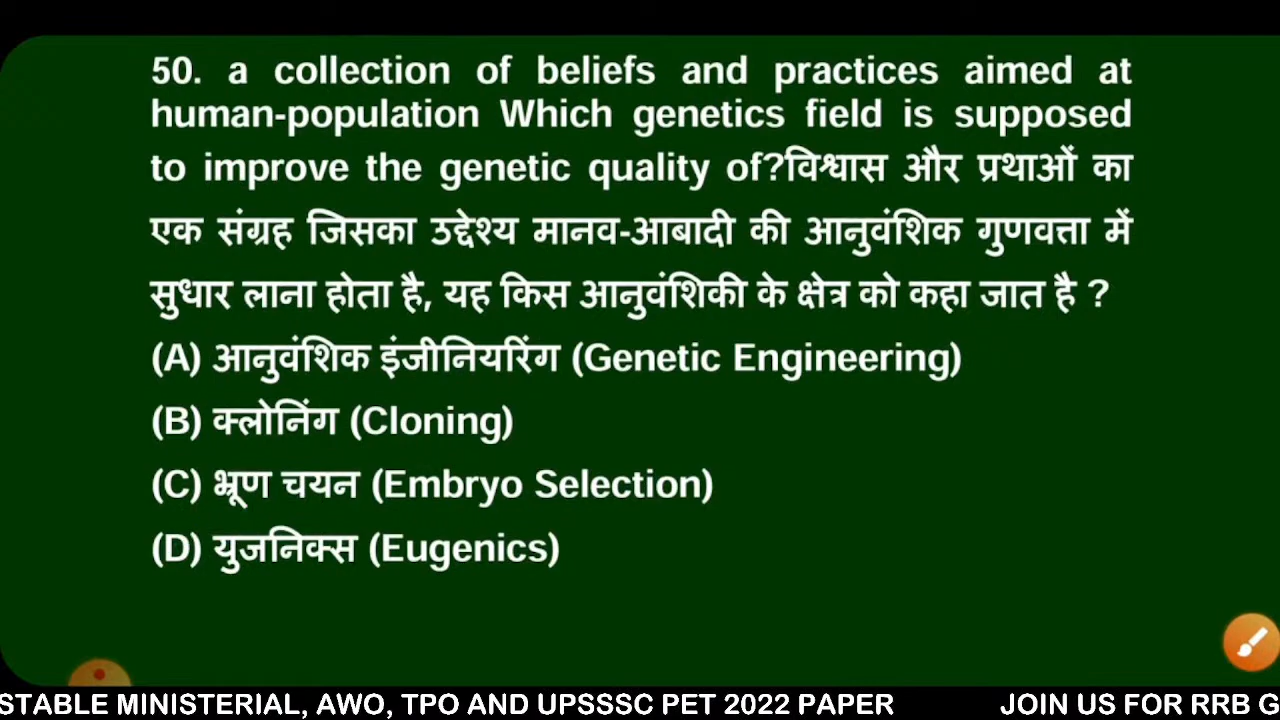 50. a collection of beliefs and practices aimed at
human-population Which genetics field is supposed
to improve the genetic quality of?विश्वास और प्रथाओं का
एक संग्रह जिसका उद्देश्य मानव-आबादी की आनुवंशिक गुणवत्ता में
सुधार लाना होता है, यह किस आनुवंशिकी के क्षेत्र को कहा जात है ?
(A) आनुवंशिक इंजीनियरिंग (Genetic Engineering)
(B) क्लोनिंग (Cloning)
(C) भ्रूण चयन (Embryo Selection)
(D) युजनिक्स (Eugenics)
STABLE MINISTERIAL, AWO, TPO AND UPSSSC PET 2022 PAPER JOIN US FOR RRB G